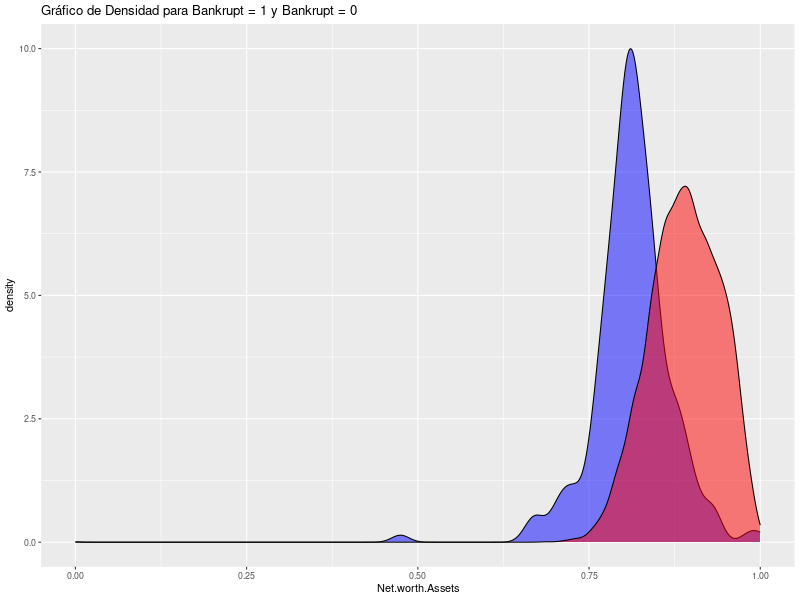 Gráfico de Densidad para Bankrupt = 1 y Bankrupt = 0
10.0
7.5
5.0
2.5
0.0
density
0.00 0.25 0.50 0.75 1.00
Net.worth.Assets